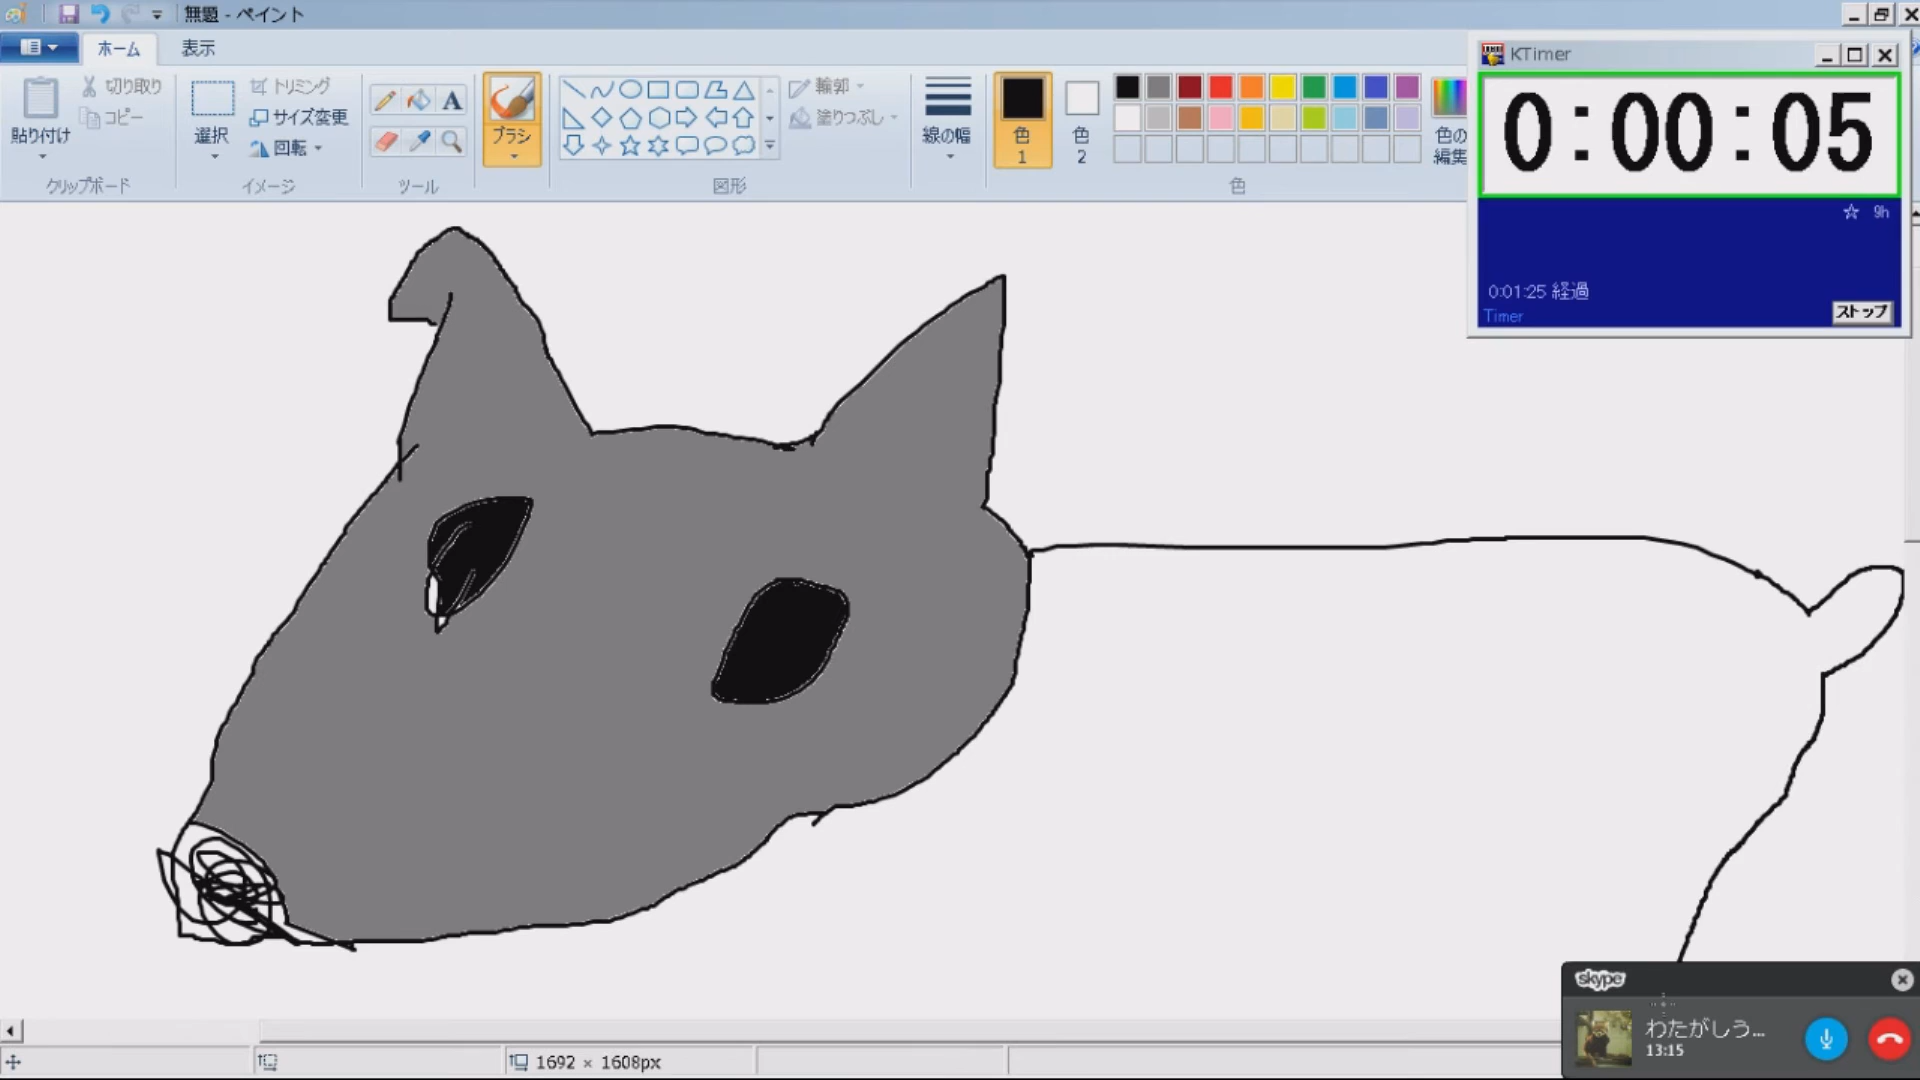 無題 - ペイント
ホーム
表示
貼り付け
切り取り
コピー
クリップボード
選択
トリミング
サイズ変更
回転
イメージ
A
ツール
ブラシ
輪郭
塗りつぶし
図形
線の幅
色
1
色
2
色の
編集
色
KTimer
0:00:05
☆ 9h
0:01:25 経過
Timer
ストップ
1692 × 1608px
skype
わたがしう...
13:15